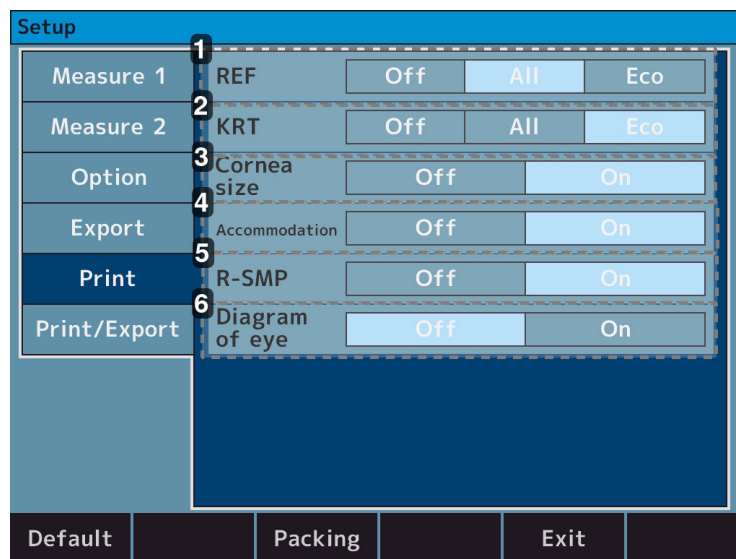 Setup
Measure 1
1
REF Off All Eco
Measure 2
2
KRT Off All Eco
Option
3
Cornea
size Off On
Export
4
Accommodation Off On
Print
5
R-SMP Off On
Print/Export
6
Diagram
of eye Off On
Default Packing Exit